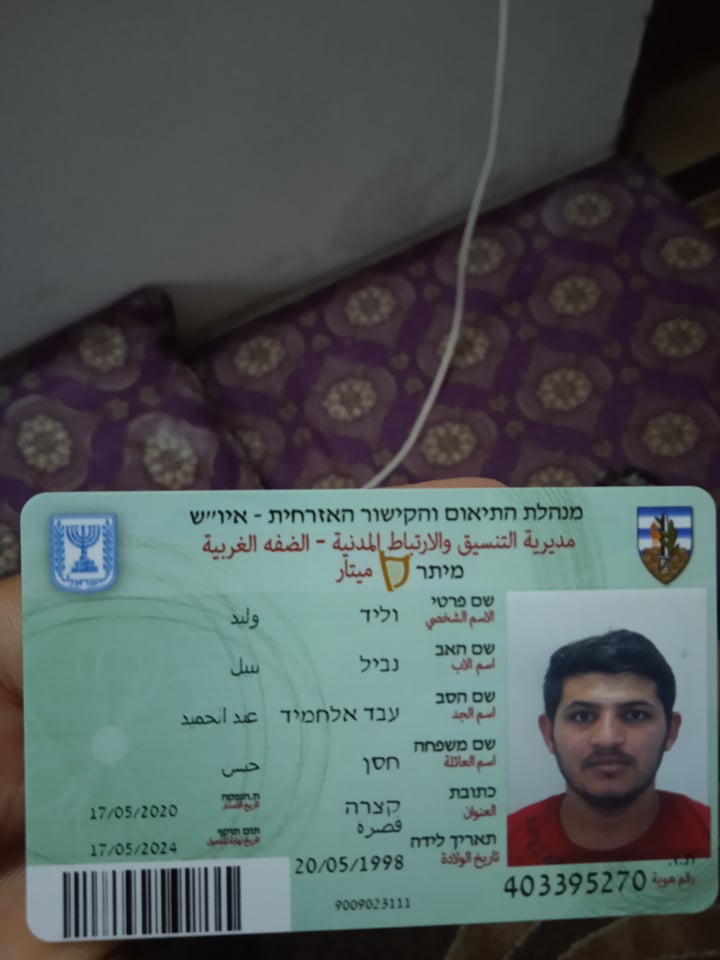 מנהלת התיאום והקישור האזרחית - איו״ש
مديرية التنسيق والارتباط المدنية - الضفه الغربية
מיתר ميتار
שם פרטי וליד وليد
الاسم الشخصي
שם האב נביל نبيل
اسم الاب
שם הסב עבד אלחמיד عبد الحميد
اسم الجد
שם משפחה חסן حسن
اسم العائلة
כתובת קצרה
العنوان قصره
ת.הנפקה
تاريخ الاصدار 17/05/2020
תום תוקף
17/05/2024
תאריך לידה
تاريخ الولادة 20/05/1998
ת.ז.
رقم هوية 403395270
9009023111
ישראל